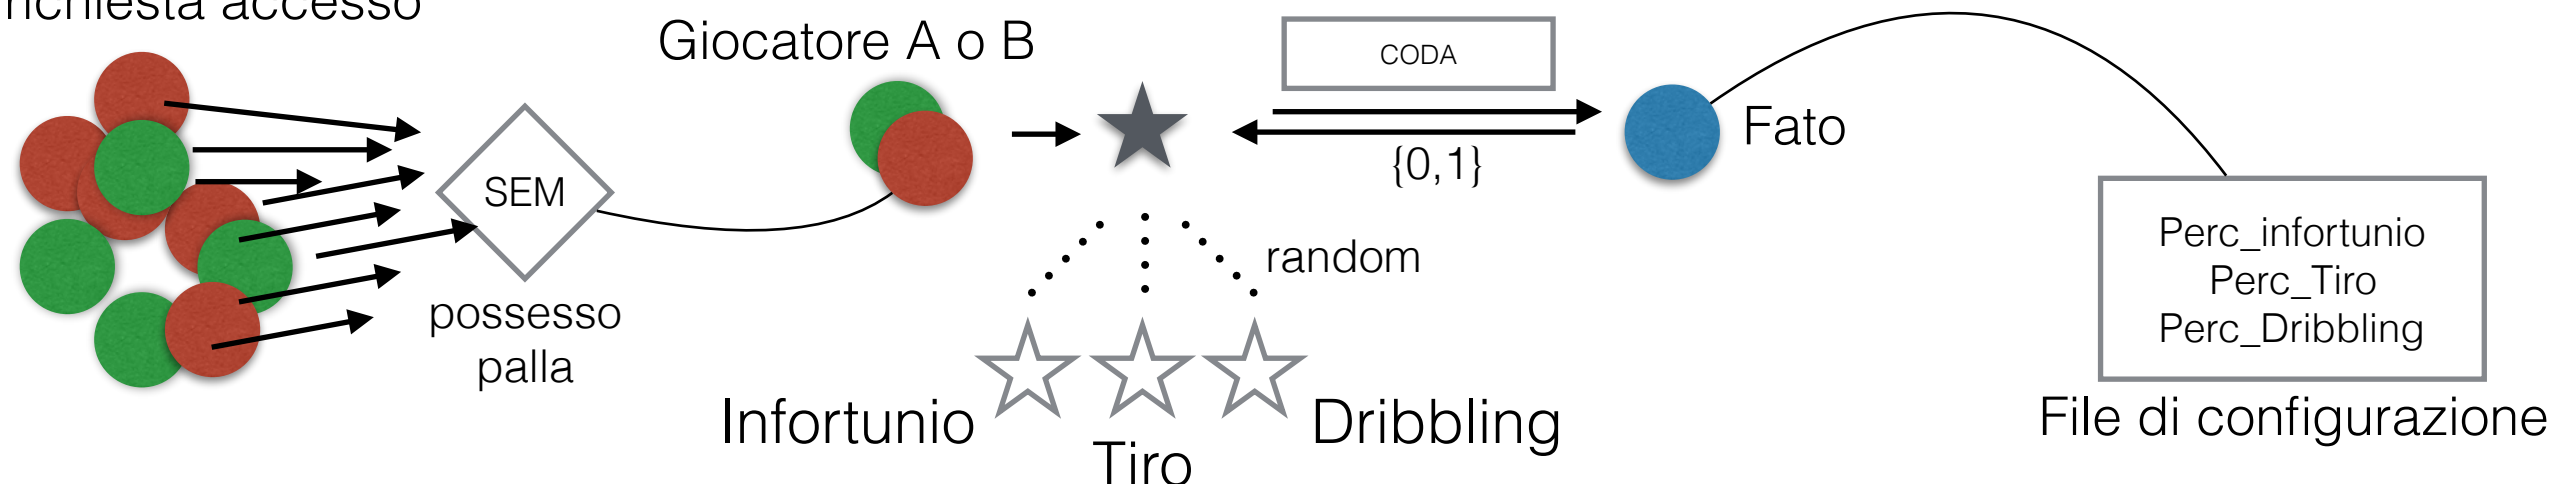 richiesta accesso
Giocatore A o B
CODA
SEM
{0,1}
Fato
random
possesso
palla
Infortunio
Tiro
Dribbling
Perc_infortunio
Perc_Tiro
Perc_Dribbling
File di configurazione